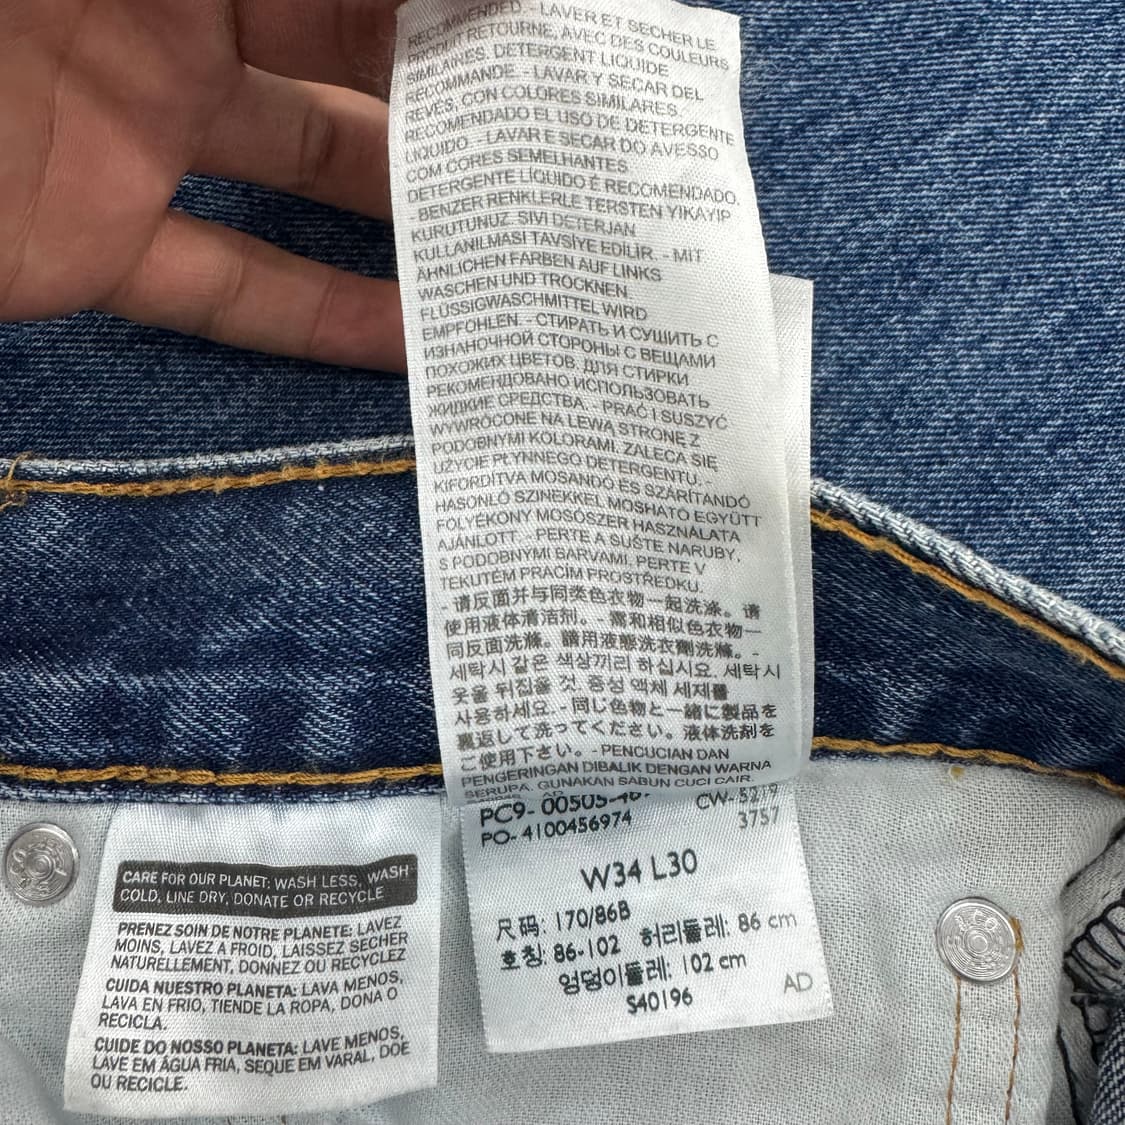 RECOMMENDED. - LAVER ET SECHER LE
PRODUIT RETOURNE, AVEC DES COULEURS
SIMILAIRES. DETERGENT LIQUIDE
RECOMMANDE. - LAVAR Y SECAR DEL
REVÉS, CON COLORES SIMILARES.
RECOMENDADO EL USO DE DETERGENTE
LÍQUIDO. - LAVAR E SECAR DO AVESSO
COM CORES SEMELHANTES.
DETERGENTE LÍQUIDO É RECOMENDADO.
- BENZER RENKLERLE TERSTEN YIKAYIP
KURUTUNUZ. SIVI DETERJAN
KULLANILMASI TAVSİYE EDİLİR. - MIT
ÄHNLICHEN FARBEN AUF LINKS
WASCHEN UND TROCKNEN.
FLÜSSIGWASCHMITTEL WIRD
EMPFOHLEN. - СТИРАТЬ И СУШИТЬ С
ИЗНАНОЧНОЙ СТОРОНЫ С ВЕЩАМИ
ПОХОЖИХ ЦВЕТОВ. ДЛЯ СТИРКИ
РЕКОМЕНДОВАНО ИСПОЛЬЗОВАТЬ
ЖИДКИЕ СРЕДСТВА. - PRAĆ I SUSZYĆ
WYWRÓCONE NA LEWĄ STRONĘ Z
PODOBNYMI KOLORAMI. ZALECA SIĘ
UŻYCIE PŁYNNEGO DETERGENTU. -
KIFORDÍTVA MOSANDÓ ÉS SZÁRÍTANDÓ
HASONLÓ SZINEKKEL MOSHATÓ EGYÜTT
FOLYÉKONY MOSÓSZER HASZNÁLATA
AJÁNLOTT. - PERTE A SUŠTE NARUBY,
S PODOBNÝMI BARVAMI. PERTE V
TEKUTÉM PRACÍM PROSTŘEDKU.
- 请反面并与同类色衣物一起洗涤。请
使用液体清洁剂。- 需和相似色衣物一
同反面洗滌。請用液態洗衣劑洗滌。-
세탁시 같은 색상끼리 하십시요. 세탁시
옷을 뒤집을 것. 중성 액체 세제를
사용하세요. - 同じ色物と一緒に製品を
裏返して洗ってください。液体洗剤を
ご使用下さい。- PENCUCIAN DAN
PENGERINGAN DIBALIK DENGAN WARNA
SERUPA. GUNAKAN SABUN CUCI CAIR.
PC9- 00505-
PO- 4100456974
3757
W34 L30
尺码: 170/86B
호칭: 86-102 허리둘레: 86 cm
엉덩이둘레: 102 cm
S40196
AD
CARE FOR OUR PLANET: WASH LESS, WASH
COLD, LINE DRY, DONATE OR RECYCLE
PRENEZ SOIN DE NOTRE PLANETE: LAVEZ
MOINS, LAVEZ A FROID, LAISSEZ SECHER
NATURELLEMENT, DONNEZ OU RECYCLEZ
CUIDA NUESTRO PLANETA: LAVA MENOS,
LAVA EN FRIO, TIENDE LA ROPA, DONA O
RECICLA.
CUIDE DO NOSSO PLANETA: LAVE MENOS,
LAVE EM ÁGUA FRIA, SEQUE EM VARAL, DOE
OU RECICLE.